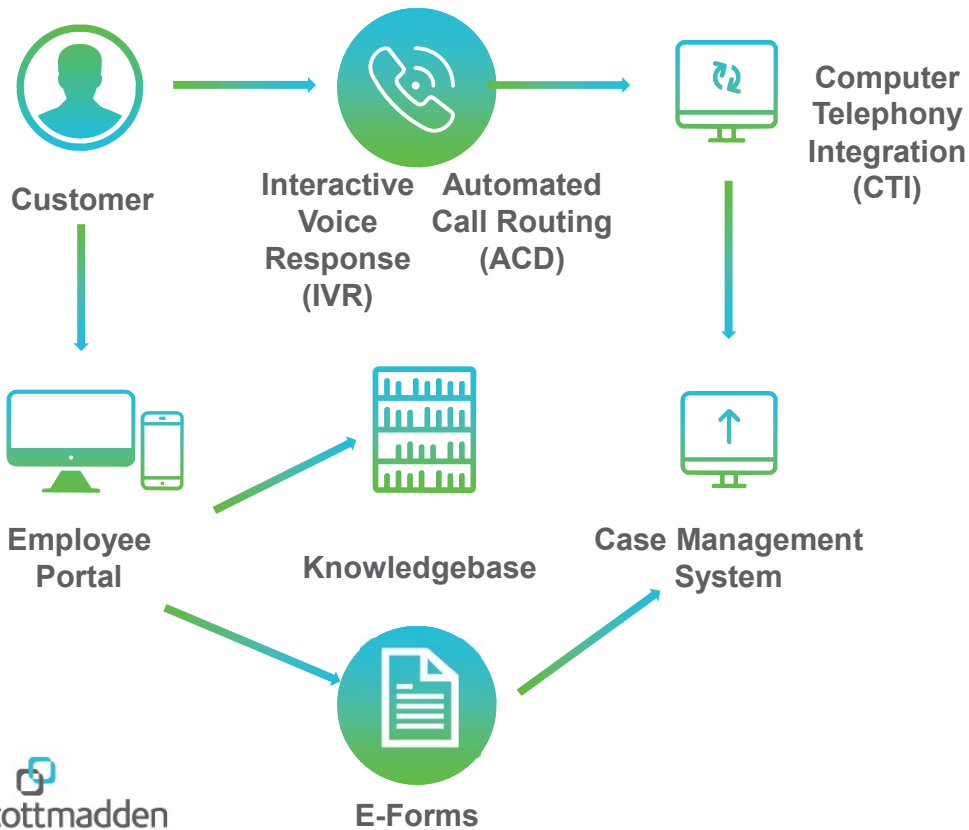 Customer
Interactive
Voice
Response
(IVR)
Automated
Call Routing
(ACD)
Computer
Telephony
Integration
(CTI)
Employee
Portal
Knowledgebase
Case Management
System
E-Forms
cottmadden